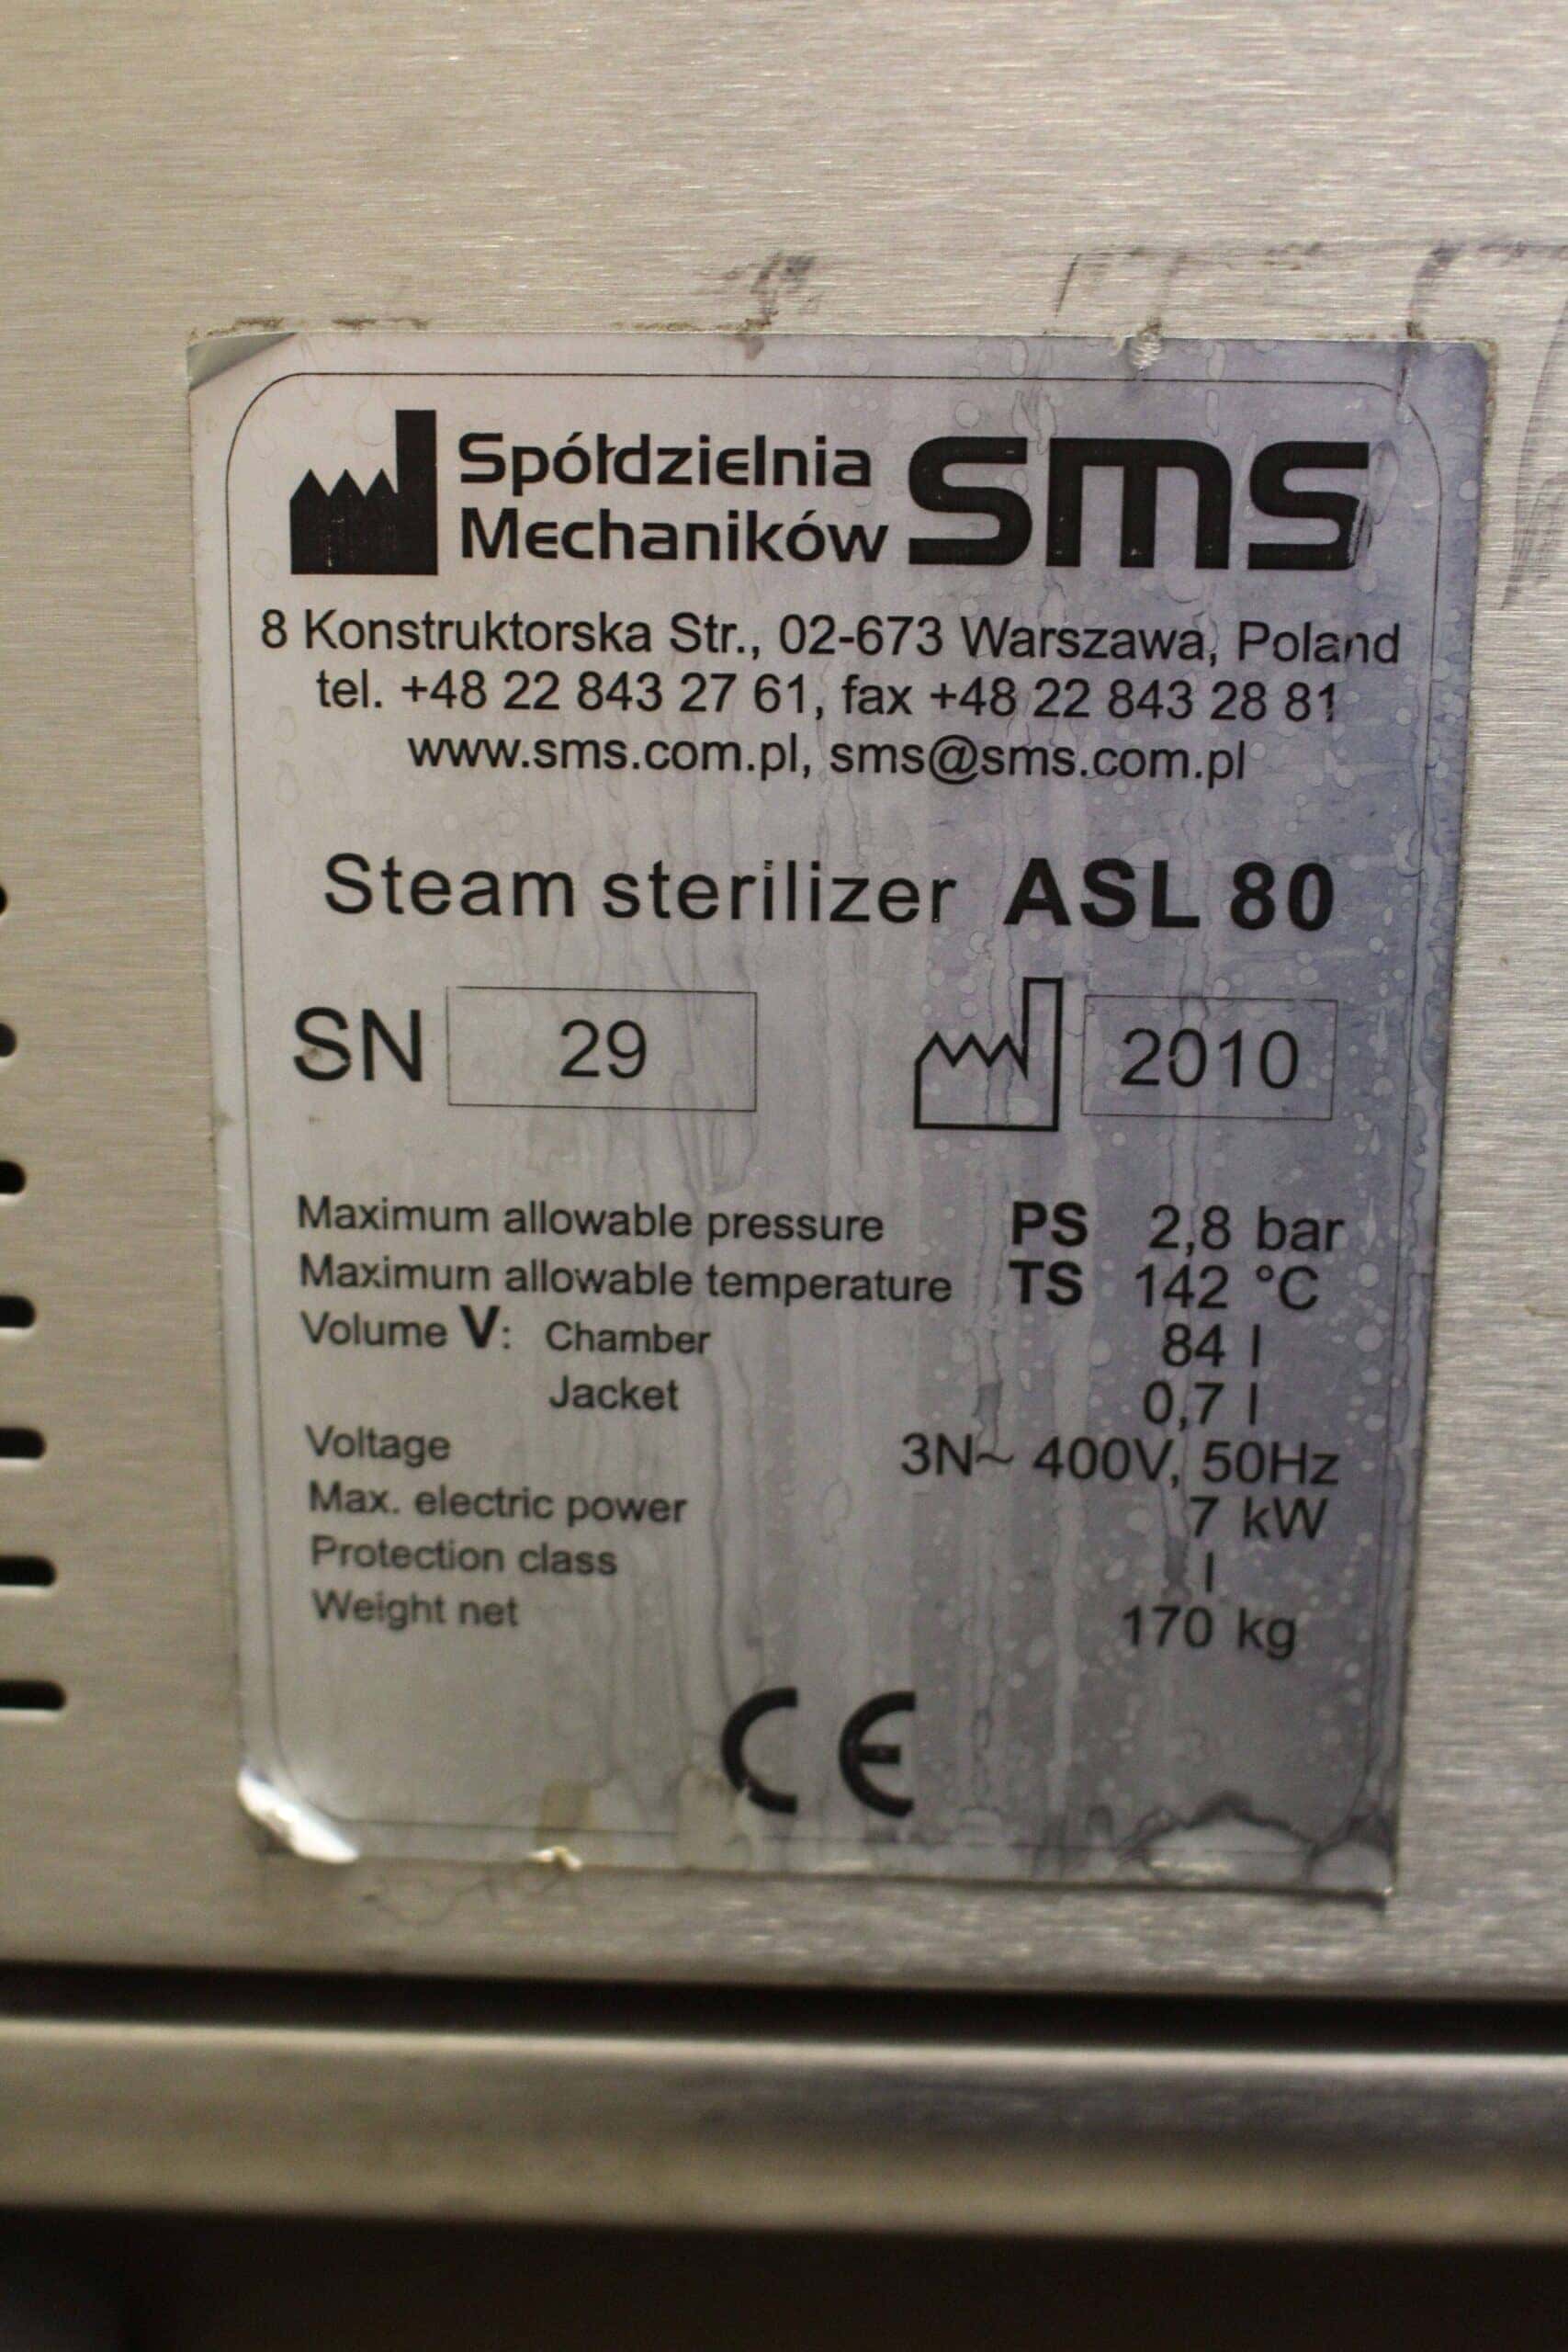 Spółdzielnia
Mechaników
sms
8 Konstruktorska Str., 02-673 Warszawa, Poland
tel. +48 22 843 27 61, fax +48 22 843 28 81
www.sms.com.pl, sms@sms.com.pl
Steam sterilizer ASL 80
SN 29 2010
Maximum allowable pressure PS 2,8 bar
Maximum allowable temperature TS 142 °C
Volume V: Chamber 84 l
Jacket 0,7 l
Voltage 3N~ 400V, 50Hz
Max. electric power 7 kW
Protection class I
Weight net 170 kg
CE